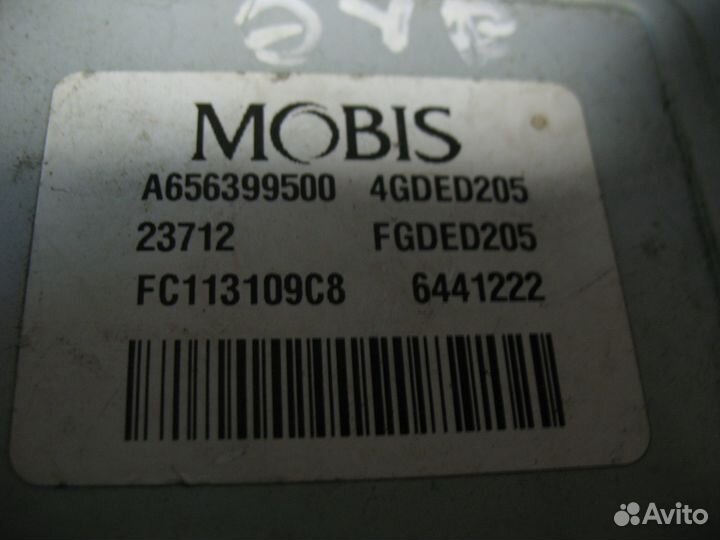 MOBIS
A656399500 4GDED205
23712 FGDED205
FC113109C8 6441222
Avito